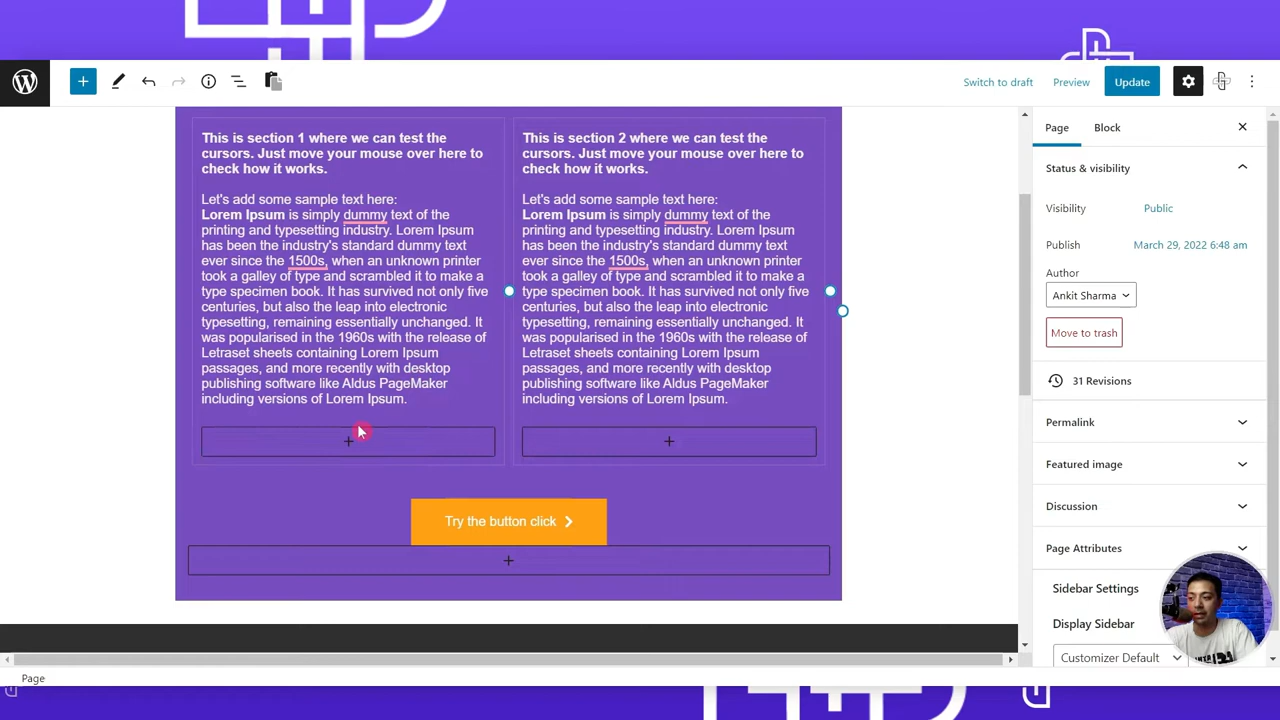 Switch to draft
Preview
Update
This is section 1 where we can test the
cursors. Just move your mouse over here to
check how it works.
Let's add some sample text here:
Lorem Ipsum is simply dummy text of the
printing and typesetting industry. Lorem Ipsum
has been the industry's standard dummy text
ever since the 1500s, when an unknown printer
took a galley of type and scrambled it to make a
type specimen book. It has survived not only five
centuries, but also the leap into electronic
typesetting, remaining essentially unchanged. It
was popularised in the 1960s with the release of
Letraset sheets containing Lorem Ipsum
passages, and more recently with desktop
publishing software like Aldus PageMaker
including versions of Lorem Ipsum.
This is section 2 where we can test the
cursors. Just move your mouse over here to
check how it works.
Let's add some sample text here:
Lorem Ipsum is simply dummy text of the
printing and typesetting industry. Lorem Ipsum
has been the industry's standard dummy text
ever since the 1500s, when an unknown printer
took a galley of type and scrambled it to make a
type specimen book. It has survived not only five
centuries, but also the leap into electronic
typesetting, remaining essentially unchanged. It
was popularised in the 1960s with the release of
Letraset sheets containing Lorem Ipsum
passages, and more recently with desktop
publishing software like Aldus PageMaker
including versions of Lorem Ipsum.
Try the button click
Page
Block
Status & visibility
Visibility
Public
Publish
March 29, 2022 6:48 am
Author
Ankit Sharma
Move to trash
31 Revisions
Permalink
Featured image
Discussion
Page Attributes
Sidebar Settings
Display Sidebar
Customizer Default
Page